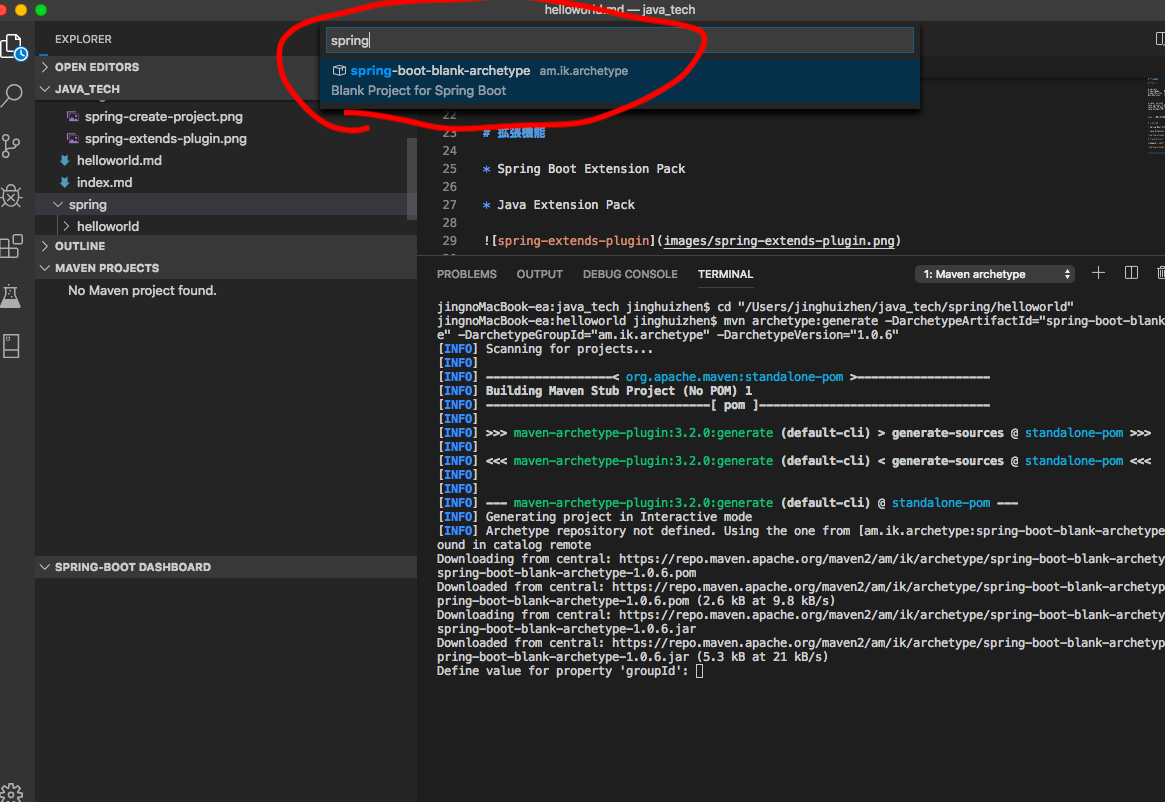 helloworld.md — java_tech
EXPLORER
OPEN EDITORS
JAVA_TECH
spring-create-project.png
spring-extends-plugin.png
helloworld.md
index.md
spring
helloworld
OUTLINE
MAVEN PROJECTS
No Maven project found.
SPRING-BOOT DASHBOARD
spring
spring-boot-blank-archetype am.ik.archetype
Blank Project for Spring Boot
22
23 # 拡張機能
24
25 * Spring Boot Extension Pack
26
27 * Java Extension Pack
28
29 ![spring-extends-plugin](images/spring-extends-plugin.png)
PROBLEMS OUTPUT DEBUG CONSOLE TERMINAL 1: Maven archetype
jingnoMacBook-ea:java_tech jinghuizhen$ cd "/Users/jinghuizhen/java_tech/spring/helloworld"
jingnoMacBook-ea:helloworld jinghuizhen$ mvn archetype:generate -DarchetypeArtifactId="spring-boot-blank
e" -DarchetypeGroupId="am.ik.archetype" -DarchetypeVersion="1.0.6"
[INFO] Scanning for projects...
[INFO]
[INFO] ------------------< org.apache.maven:standalone-pom >-------------------
[INFO] Building Maven Stub Project (No POM) 1
[INFO] --------------------------------[ pom ]---------------------------------
[INFO]
[INFO] >>> maven-archetype-plugin:3.2.0:generate (default-cli) > generate-sources @ standalone-pom >>>
[INFO]
[INFO] <<< maven-archetype-plugin:3.2.0:generate (default-cli) < generate-sources @ standalone-pom <<<
[INFO]
[INFO]
[INFO] --- maven-archetype-plugin:3.2.0:generate (default-cli) @ standalone-pom ---
[INFO] Generating project in Interactive mode
[INFO] Archetype repository not defined. Using the one from [am.ik.archetype:spring-boot-blank-archetype
ound in catalog remote
Downloading from central: https://repo.maven.apache.org/maven2/am/ik/archetype/spring-boot-blank-archetype
spring-boot-blank-archetype-1.0.6.pom
Downloaded from central: https://repo.maven.apache.org/maven2/am/ik/archetype/spring-boot-blank-archetyp
pring-boot-blank-archetype-1.0.6.pom (2.6 kB at 9.8 kB/s)
Downloading from central: https://repo.maven.apache.org/maven2/am/ik/archetype/spring-boot-blank-archetype
spring-boot-blank-archetype-1.0.6.jar
Downloaded from central: https://repo.maven.apache.org/maven2/am/ik/archetype/spring-boot-blank-archetyp
pring-boot-blank-archetype-1.0.6.jar (5.3 kB at 21 kB/s)
Define value for property 'groupId':